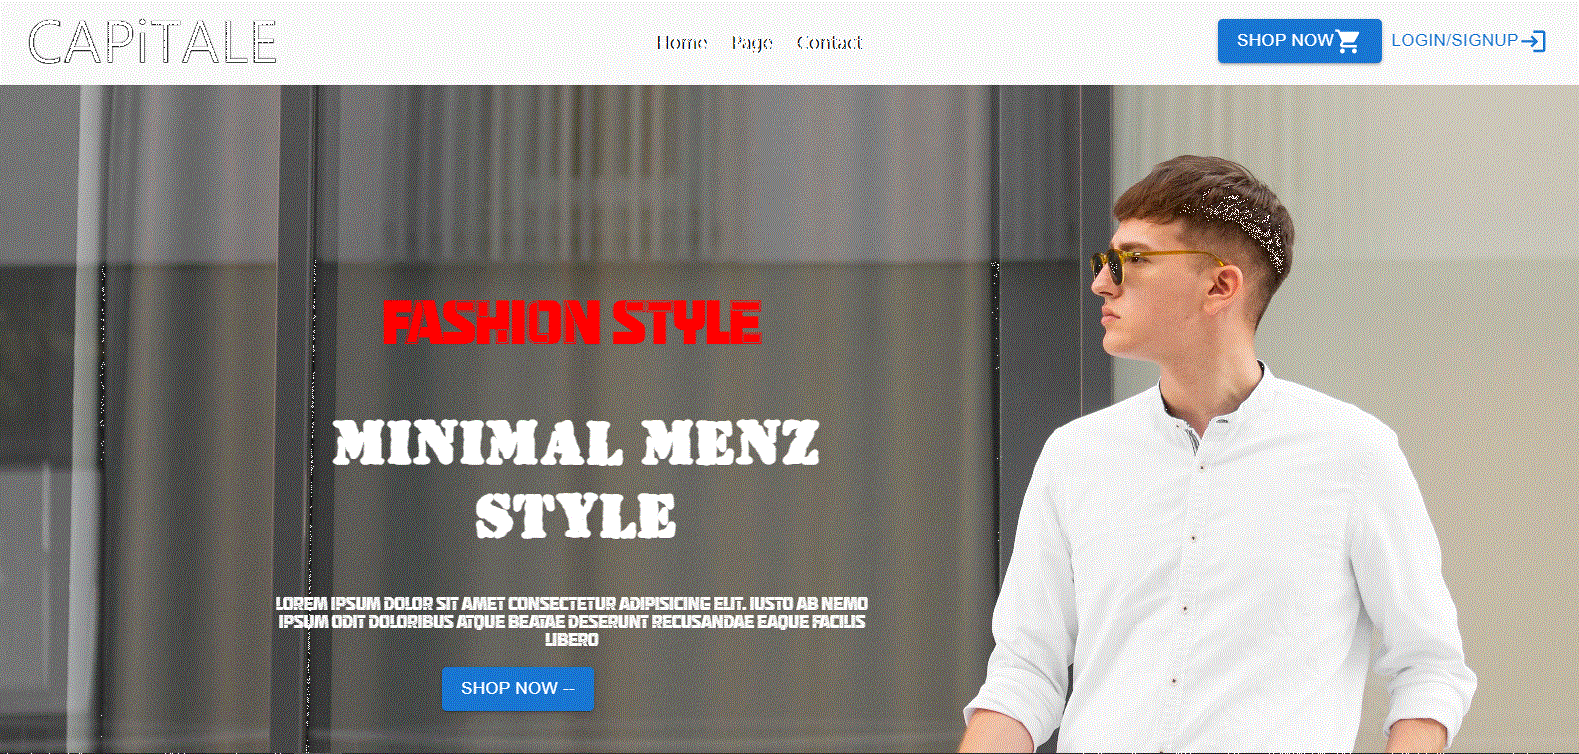 CAPiTALE
Home Page Contact
SHOP NOW LOGIN/SIGNUP
FASHION STYLE
MINIMAL MENZ
STYLE
LOREM IPSUM DOLOR SIT AMET CONSECTETUR ADIPISICING ELIT. IUSTO AB NEMO
IPSUM ODIT DOLORIBUS ATQUE BEATAE DESERUNT RECUSANDAE EAQUE FACILIS
LIBERO
SHOP NOW --